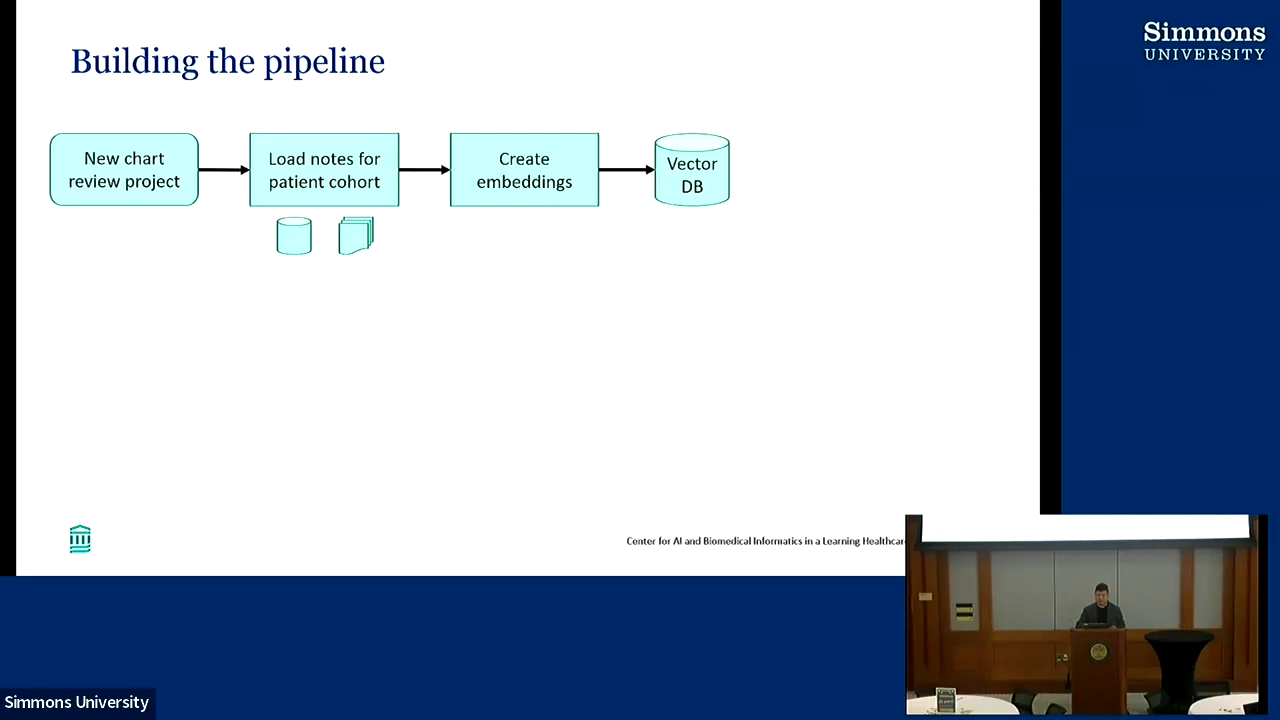 Building the pipeline
Simmons
UNIVERSITY
New chart
review project
Load notes for
patient cohort
Create
embeddings
Vector
DB
Center for AI and Biomedical Informatics in a Learning Healthcar
Simmons University